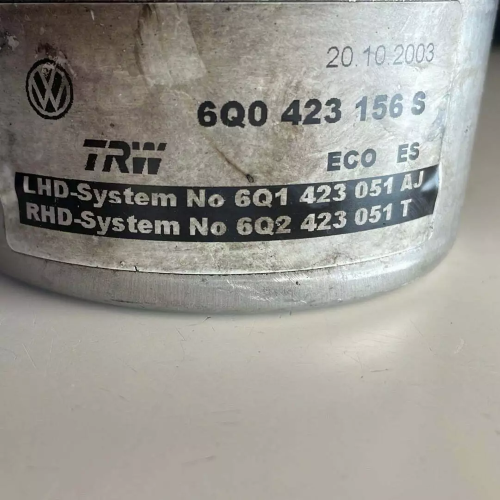 20.10.2003
6Q0 423 156 S
TRW
ECO ES
LHD-System No 6Q1 423 051 AJ
RHD-System No 6Q2 423 051 T